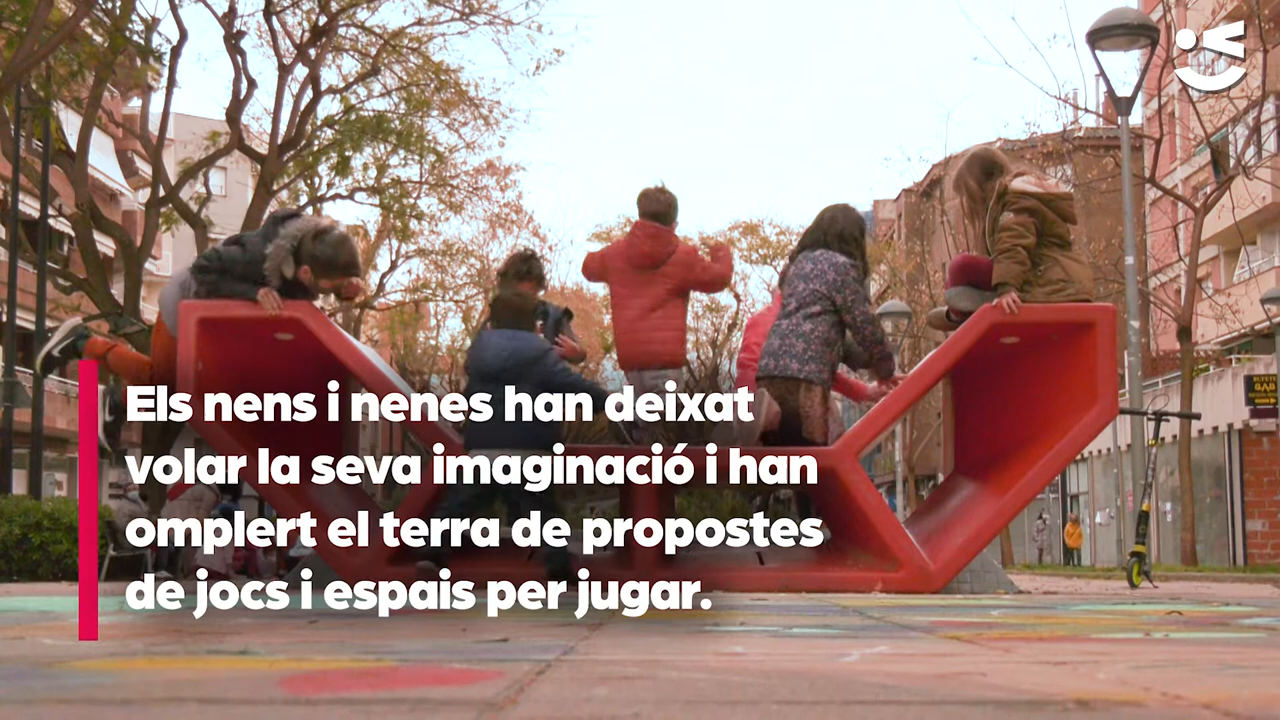 Els nens i nenes han deixat
volar la seva imaginació i han
omplert el terra de propostes
de jocs i espais per jugar.